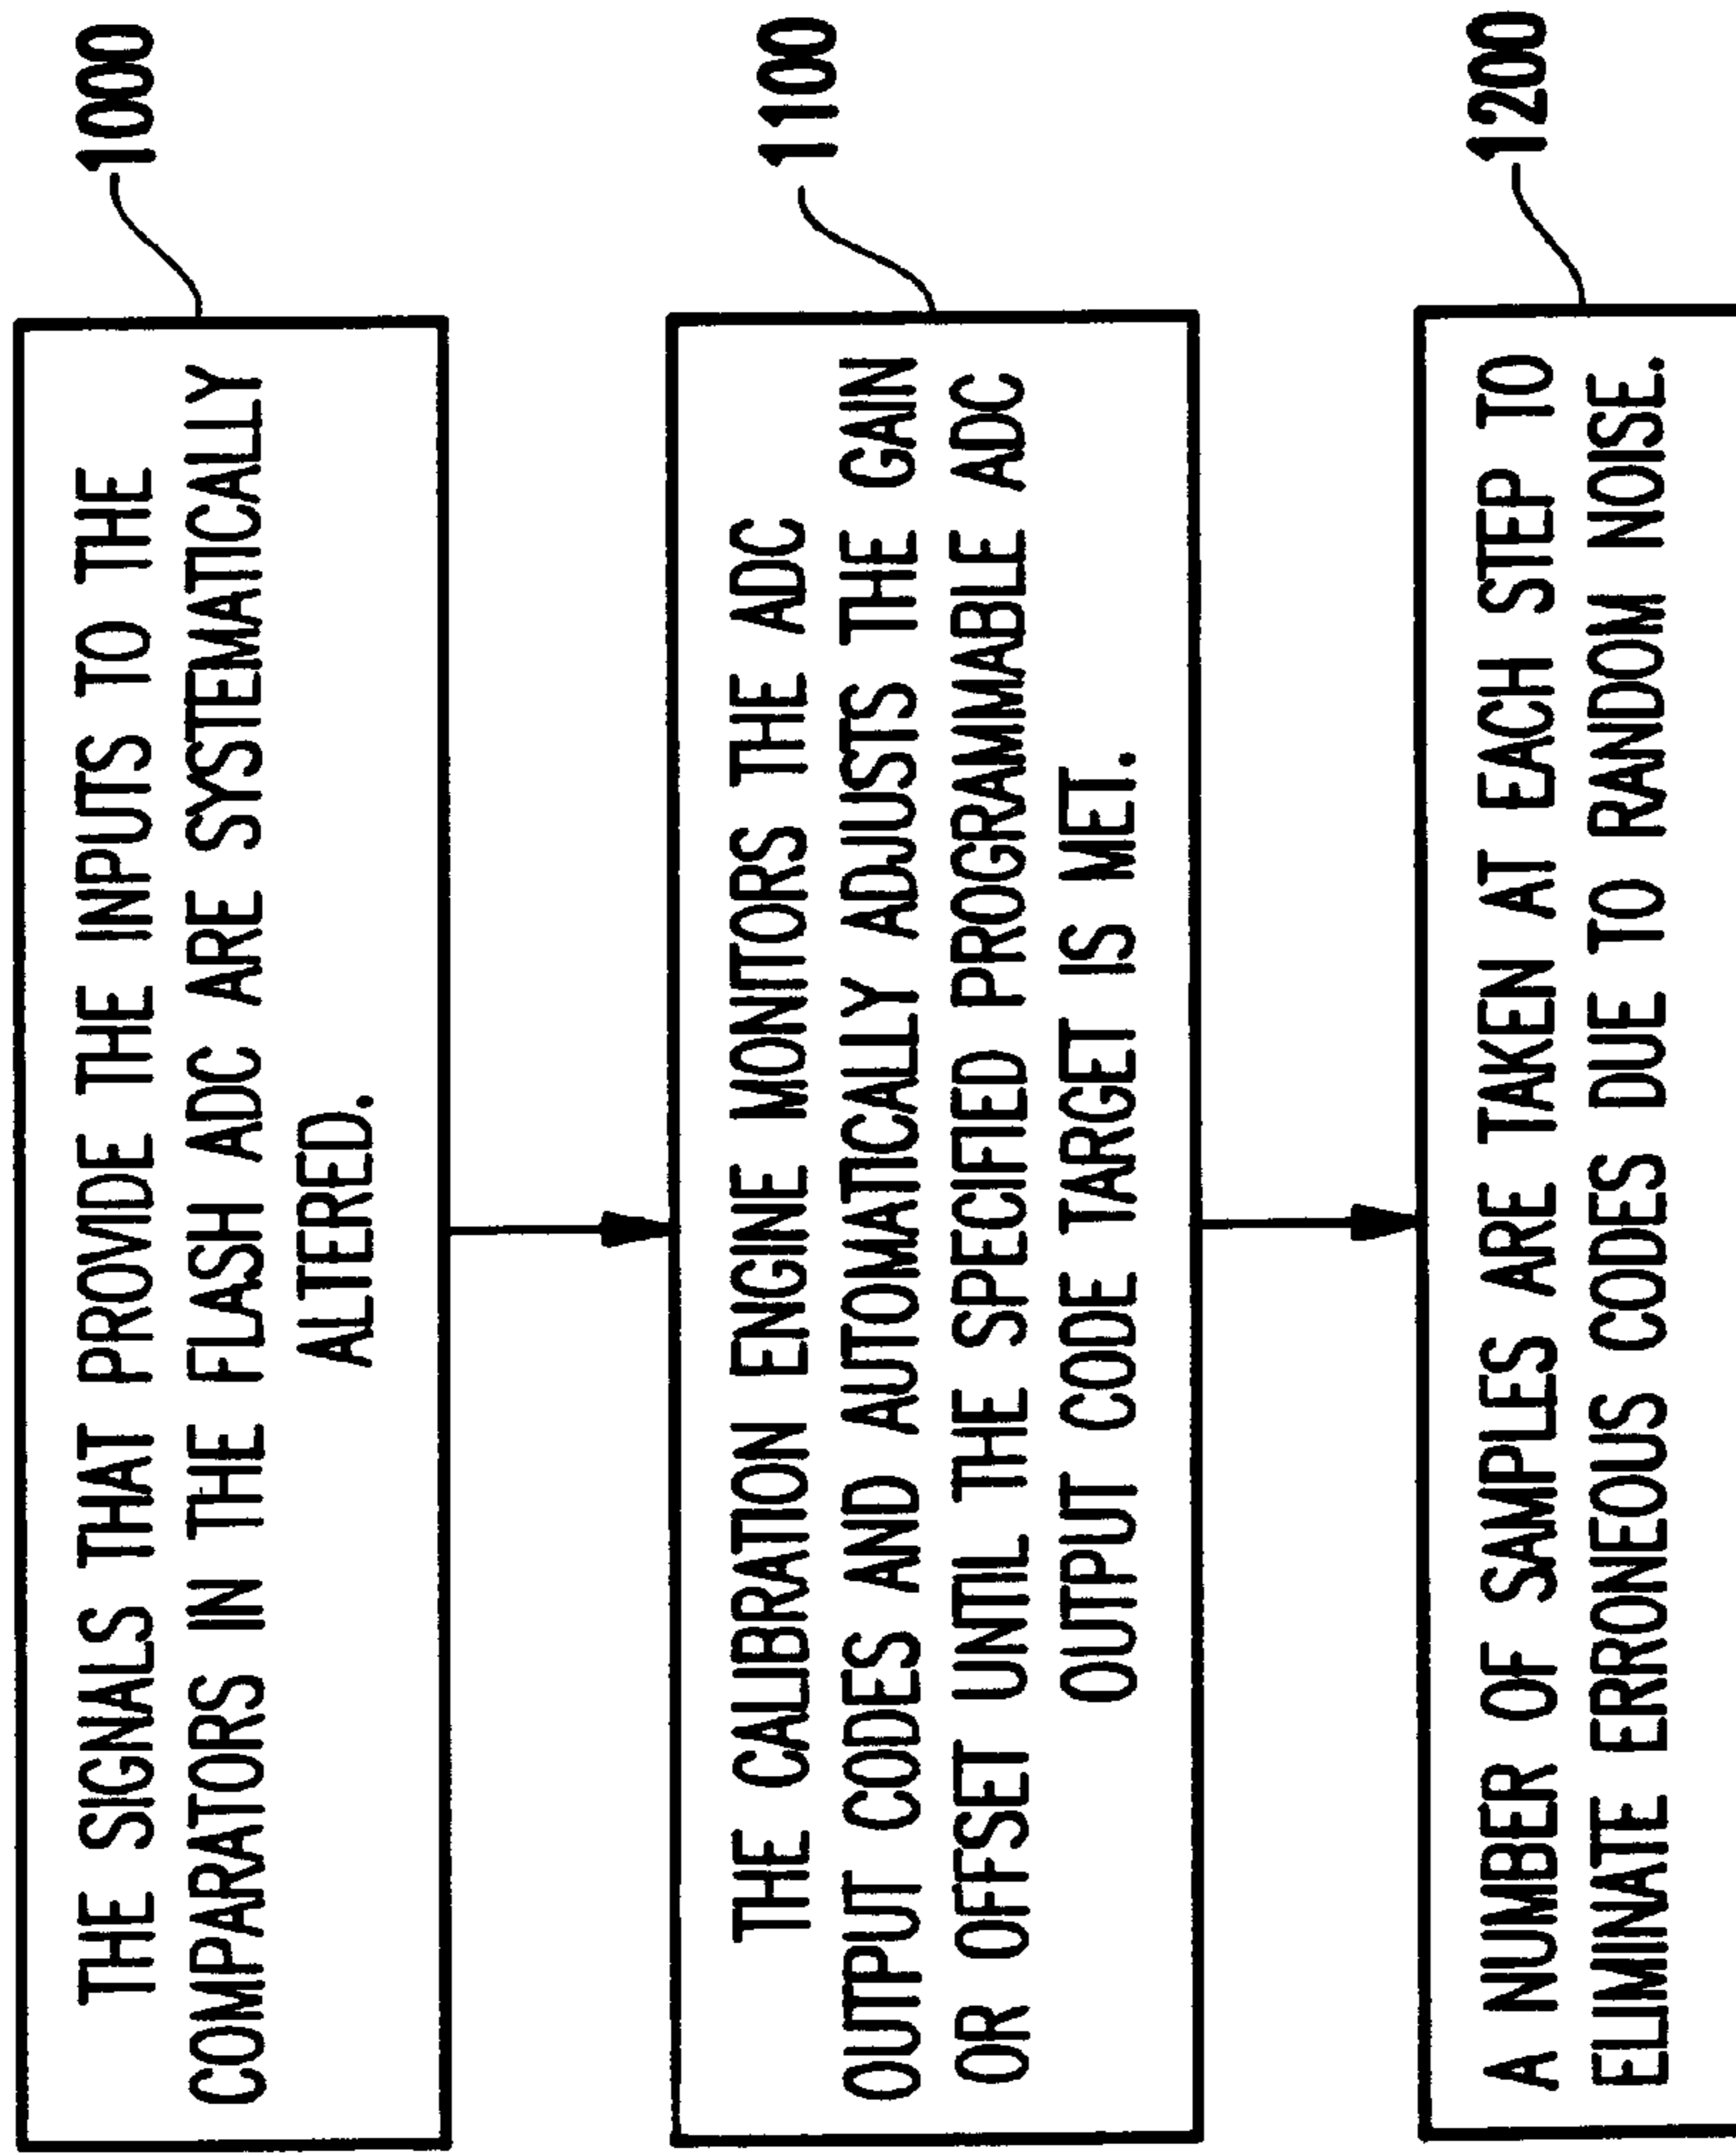 THE SIGNALS THAT PROVIDE THE INPUTS TO THE
COMPARATORS IN THE FLASH ADC ARE SYSTEMATICALLY
ALTERED.
1000
THE CALIBRATION ENGINE MONITORS THE ADC
OUTPUT CODES AND AUTOMATICALLY ADJUSTS THE GAIN
OR OFFSET UNTIL THE SPECIFIED PROGRAMMABLE ADC
OUTPUT CODE TARGET IS MET.
1100
A NUMBER OF SAMPLES ARE TAKEN AT EACH STEP TO
ELIMINATE ERRONEOUS CODES DUE TO RANDOM NOISE.
1200